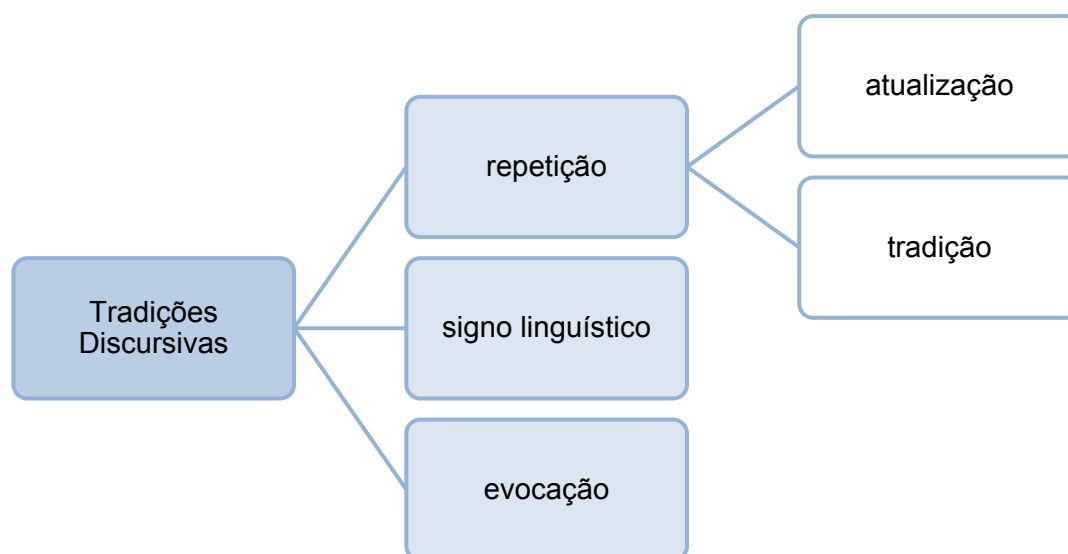 Tradições
Discursivas
repetição
signo linguístico
evocação
atualização
tradição